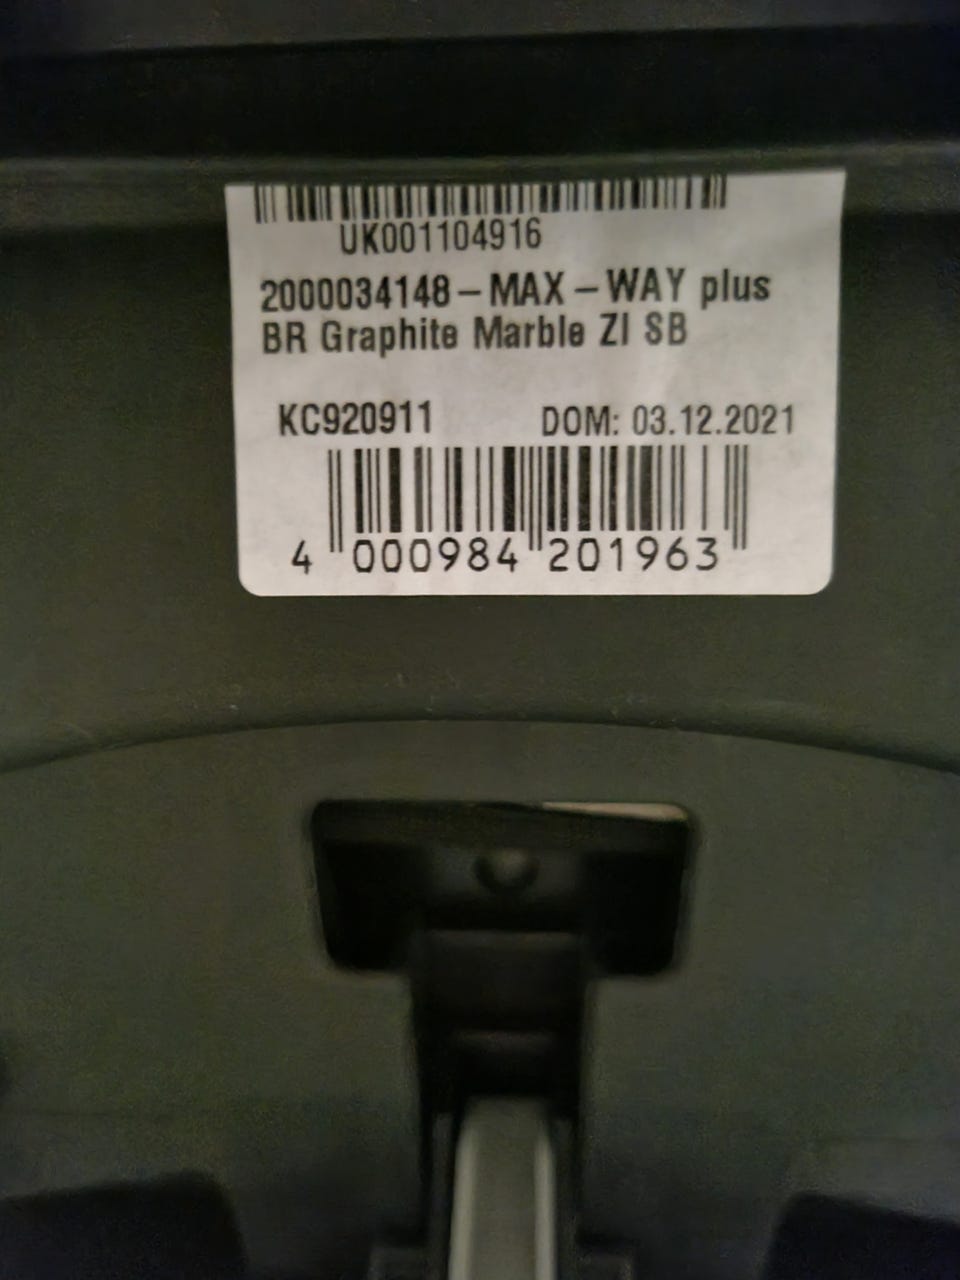 UK001104916
2000034148 – MAX – WAY plus
BR Graphite Marble ZI SB
KC920911 DOM: 03.12.2021
4 000984 201963